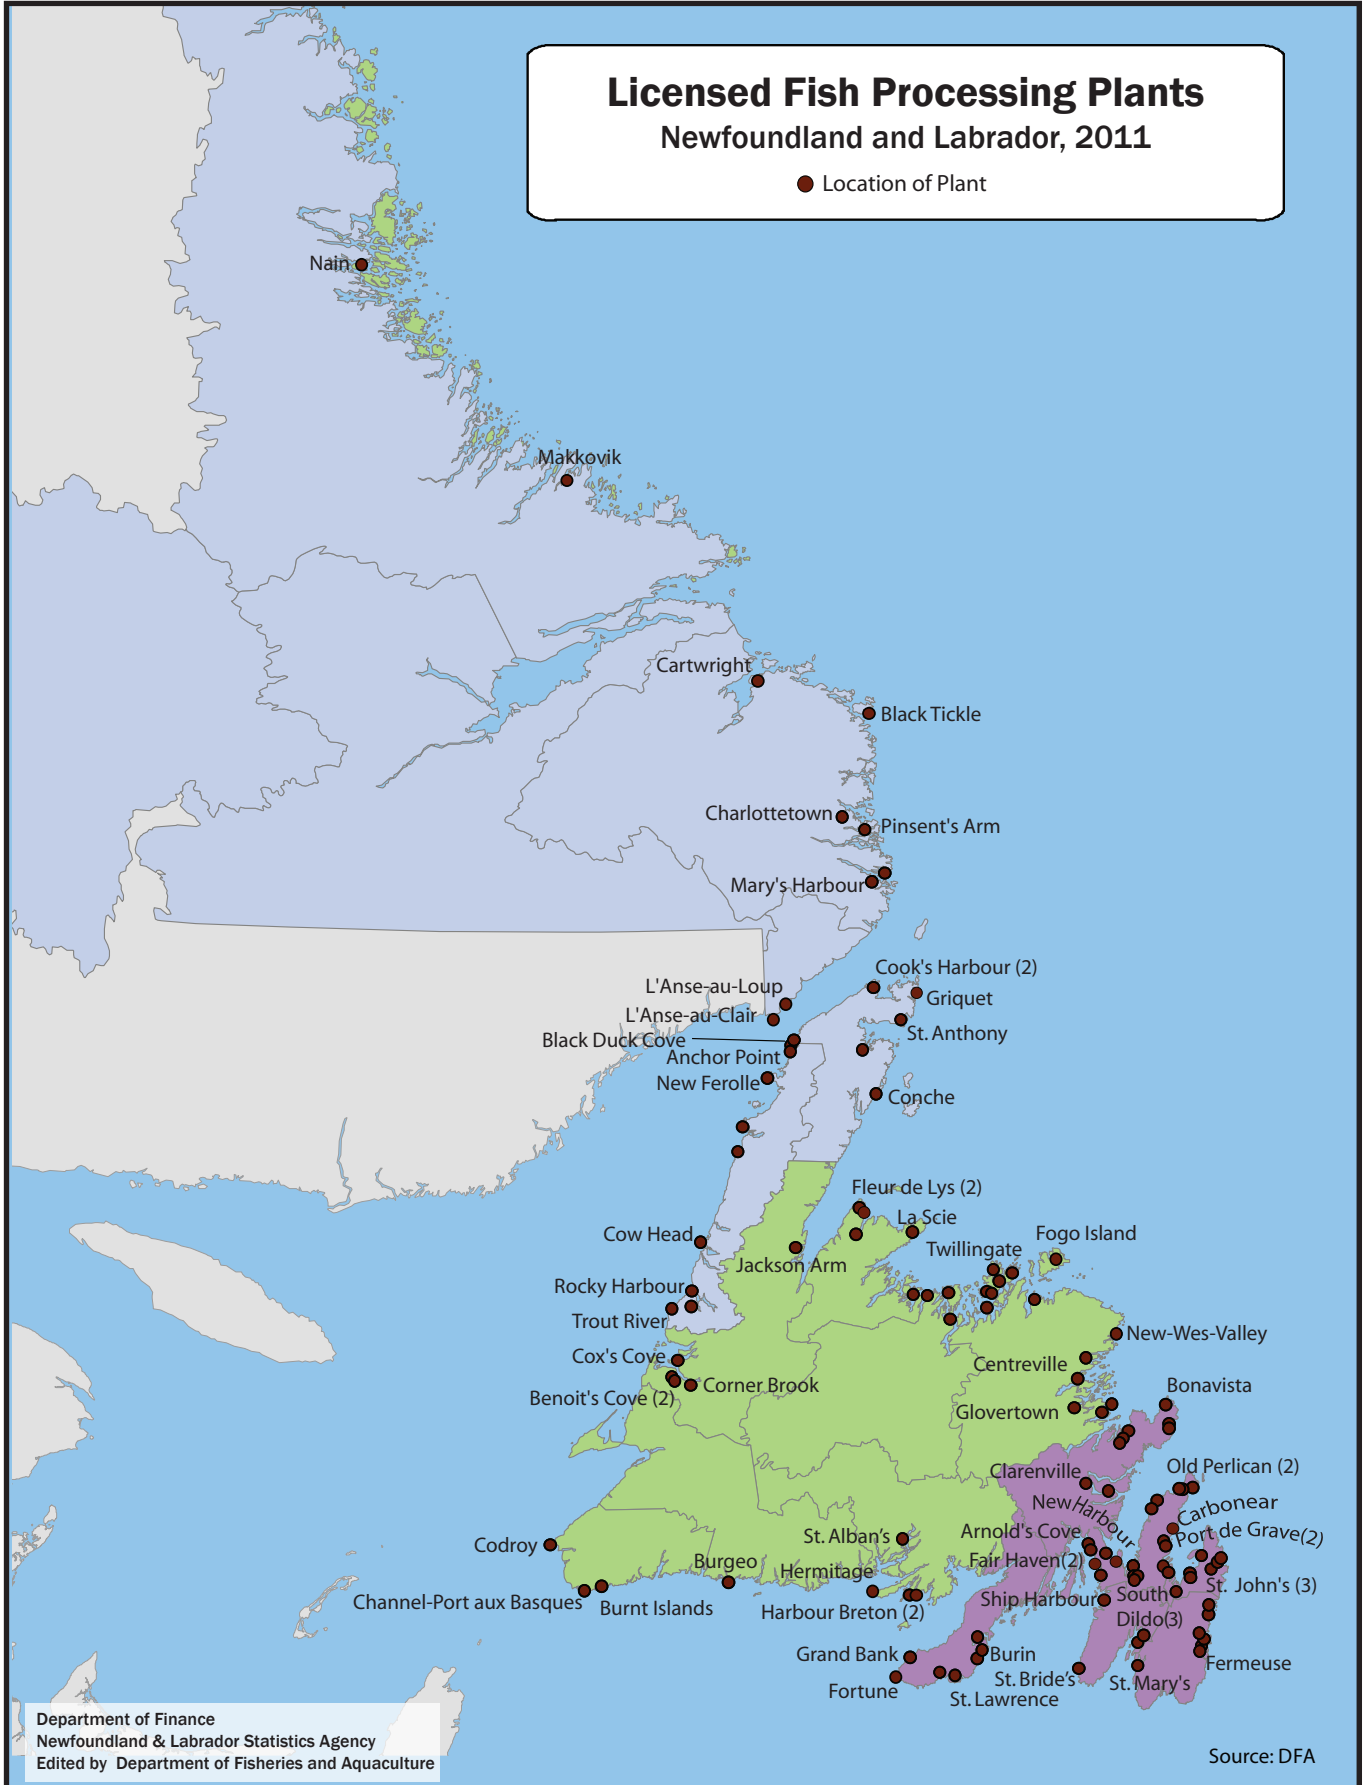 Licensed Fish Processing Plants
Newfoundland and Labrador, 2011
Location of Plant
Nain
Makkovik
Cartwright
Black Tickle
Charlottetown
Pinsent's Arm
Mary's Harbour
Cook's Harbour (2)
L'Anse-au-Loup
Griquet
L'Anse-au-Clair
St. Anthony
Black Duck Cove
Anchor Point
New Ferolle
Conche
Fleur de Lys (2)
La Scie
Cow Head
Fogo Island
Twillingate
Jackson Arm
Rocky Harbour
Trout River
New-Wes-Valley
Cox's Cove
Centreville
Corner Brook
Bonavista
Benoit's Cove (2)
Glovertown
Old Perlican (2)
Clarenville
New Harbour
Carbonear
Port de Grave(2)
Arnold's Cove
St. Alban's
Codroy
Fair Haven(2)
Burgeo
Hermitage
St. John's (3)
South
Dildo(3)
Ship Harbour
Channel-Port aux Basques
Burnt Islands
Harbour Breton (2)
Grand Bank
Burin
Fermeuse
St. Bride's
St. Mary's
Fortune
St. Lawrence
Department of Finance
Newfoundland & Labrador Statistics Agency
Edited by Department of Fisheries and Aquaculture
Source: DFA